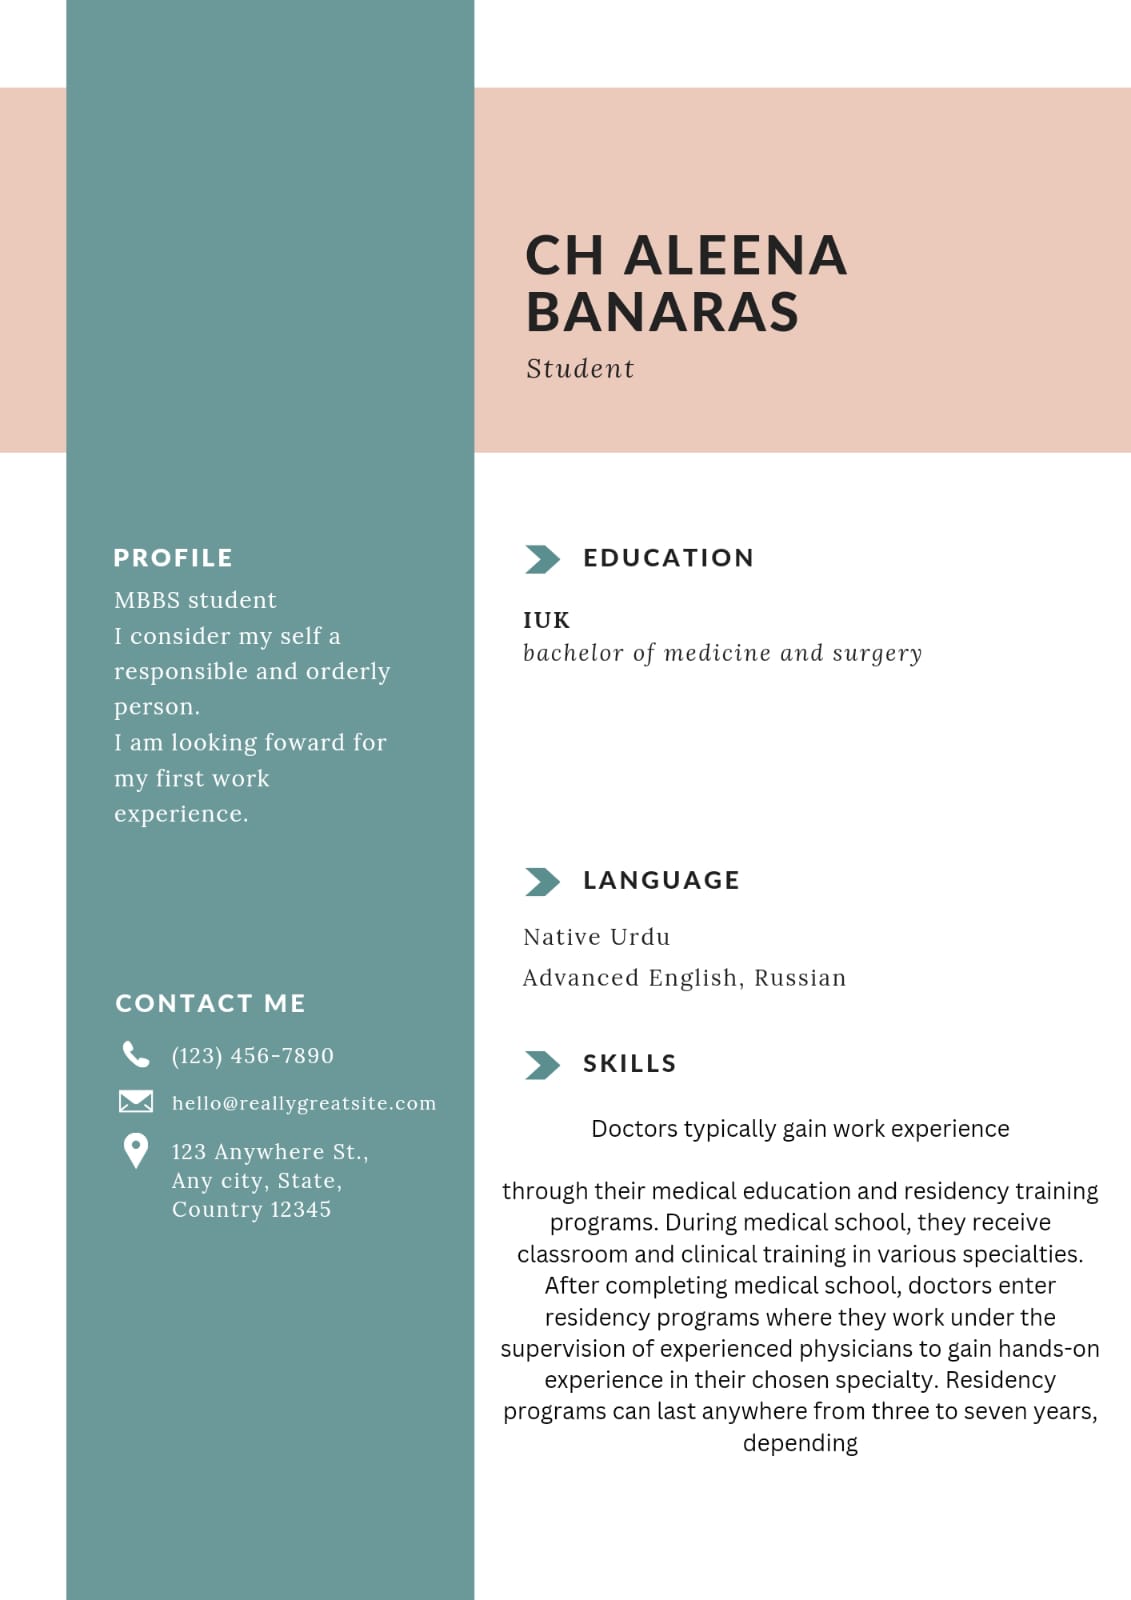 CH ALEENA
BANARAS
Student
PROFILE
MBBS student
I consider my self a
responsible and orderly
person.
I am looking foward for
my first work
experience.
CONTACT ME
(123) 456-7890
hello@reallygreatsite.com
123 Anywhere St.,
Any city, State,
Country 12345
EDUCATION
IUK
bachelor of medicine and surgery
LANGUAGE
Native Urdu
Advanced English, Russian
SKILLS
Doctors typically gain work experience
through their medical education and residency training
programs. During medical school, they receive
classroom and clinical training in various specialties.
After completing medical school, doctors enter
residency programs where they work under the
supervision of experienced physicians to gain hands-on
experience in their chosen specialty. Residency
programs can last anywhere from three to seven years,
depending